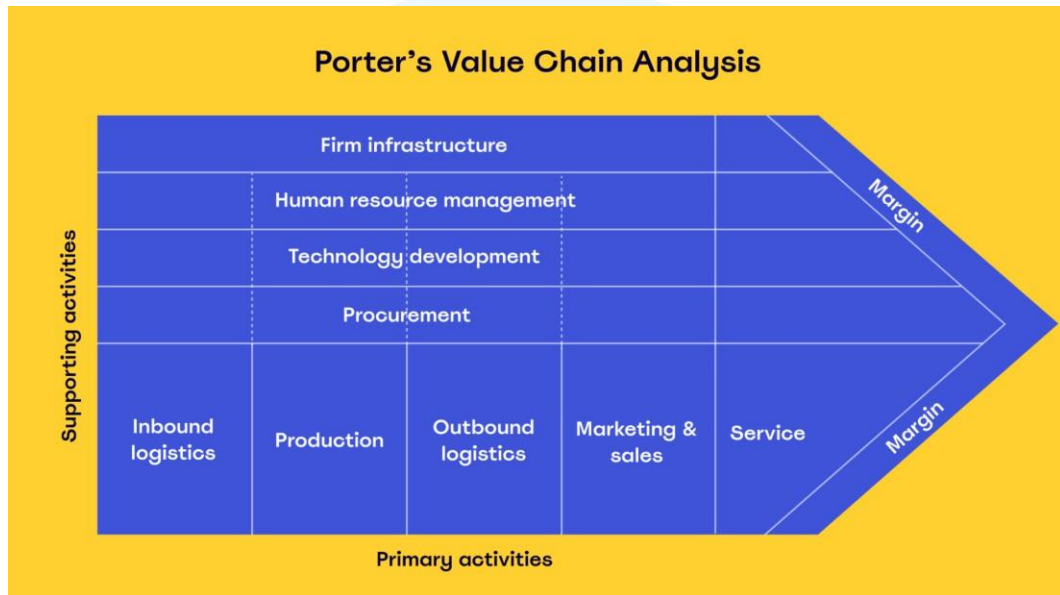 Porter's Value Chain Analysis
Firm infrastructure
Human resource management
Technology development
Procurement
Supporting activities
Inbound
logistics
Production
Outbound
logistics
Marketing &
sales
Service
Margin
Margin
Primary activities